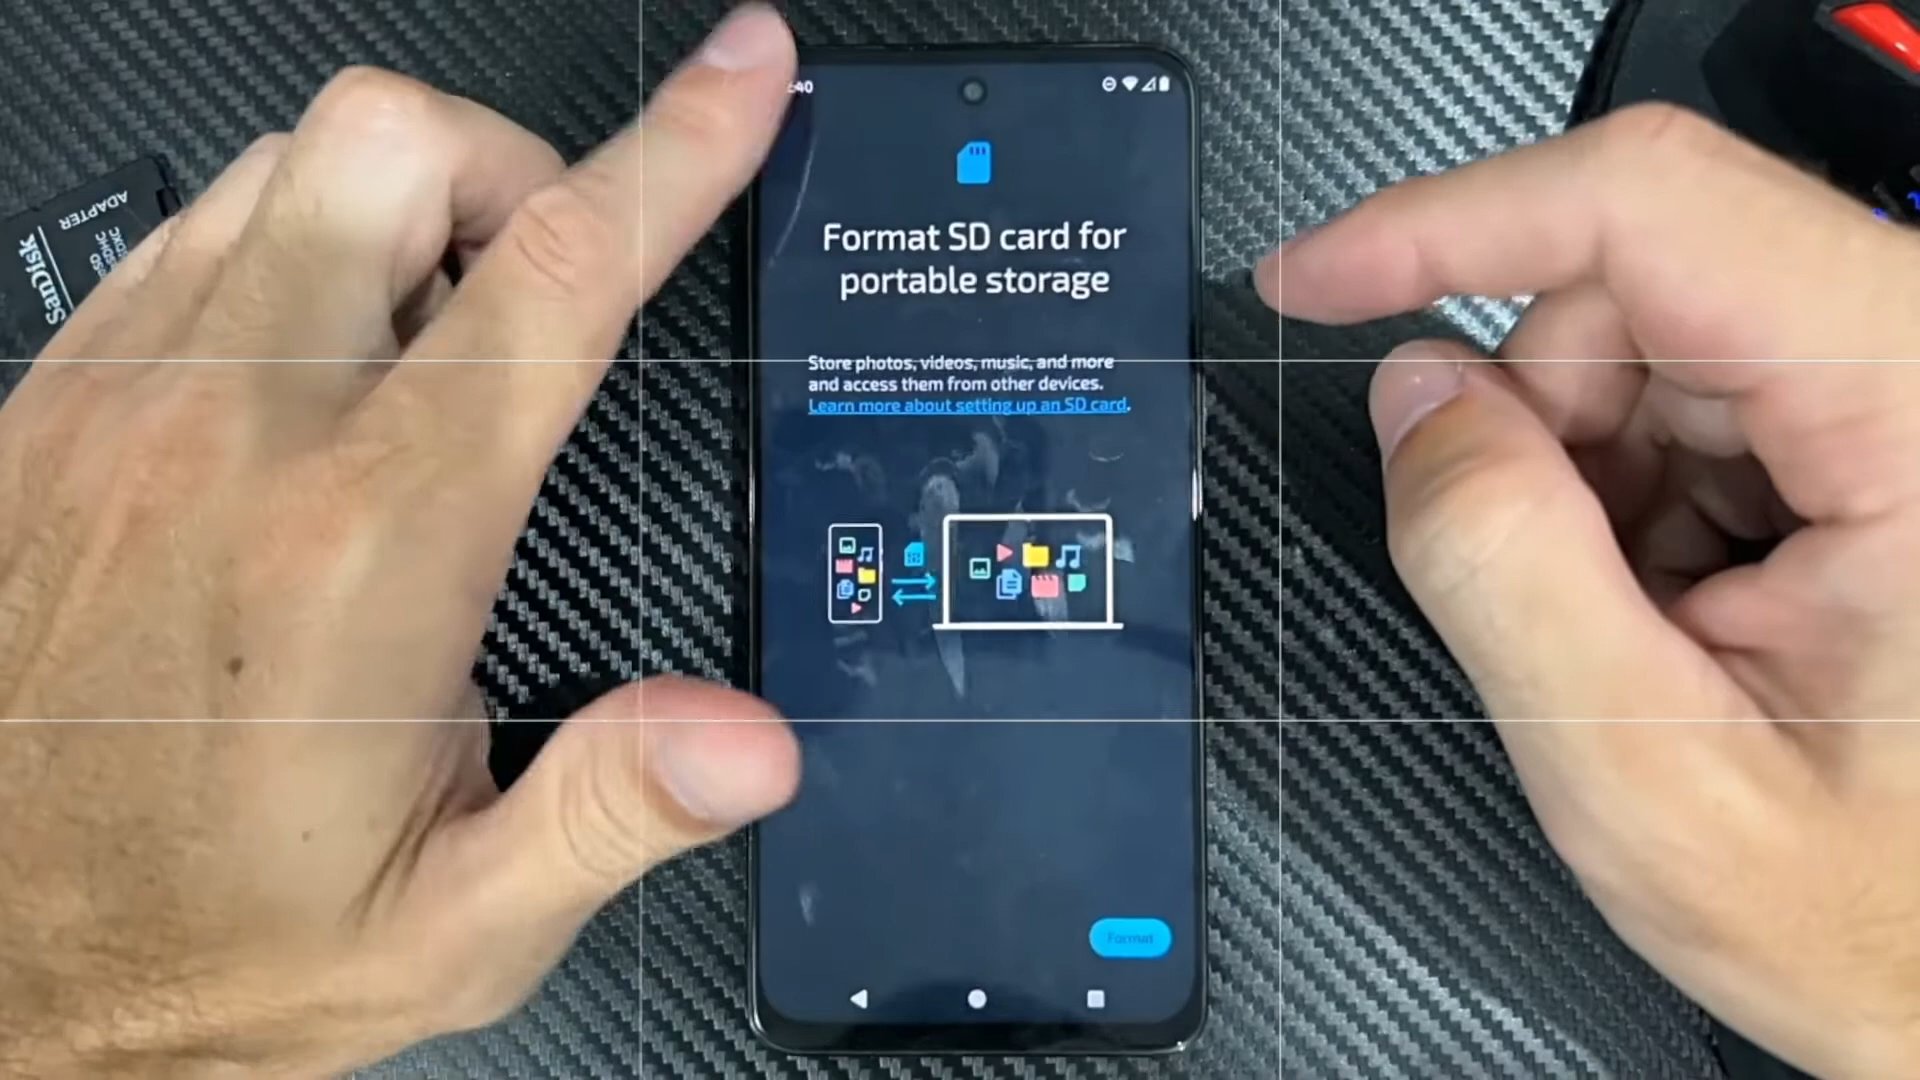 :40
Format SD card for
portable storage
Store photos, videos, music, and more
and access them from other devices.
Learn more about setting up an SD card.
Format
SanDisk
ADAPTER